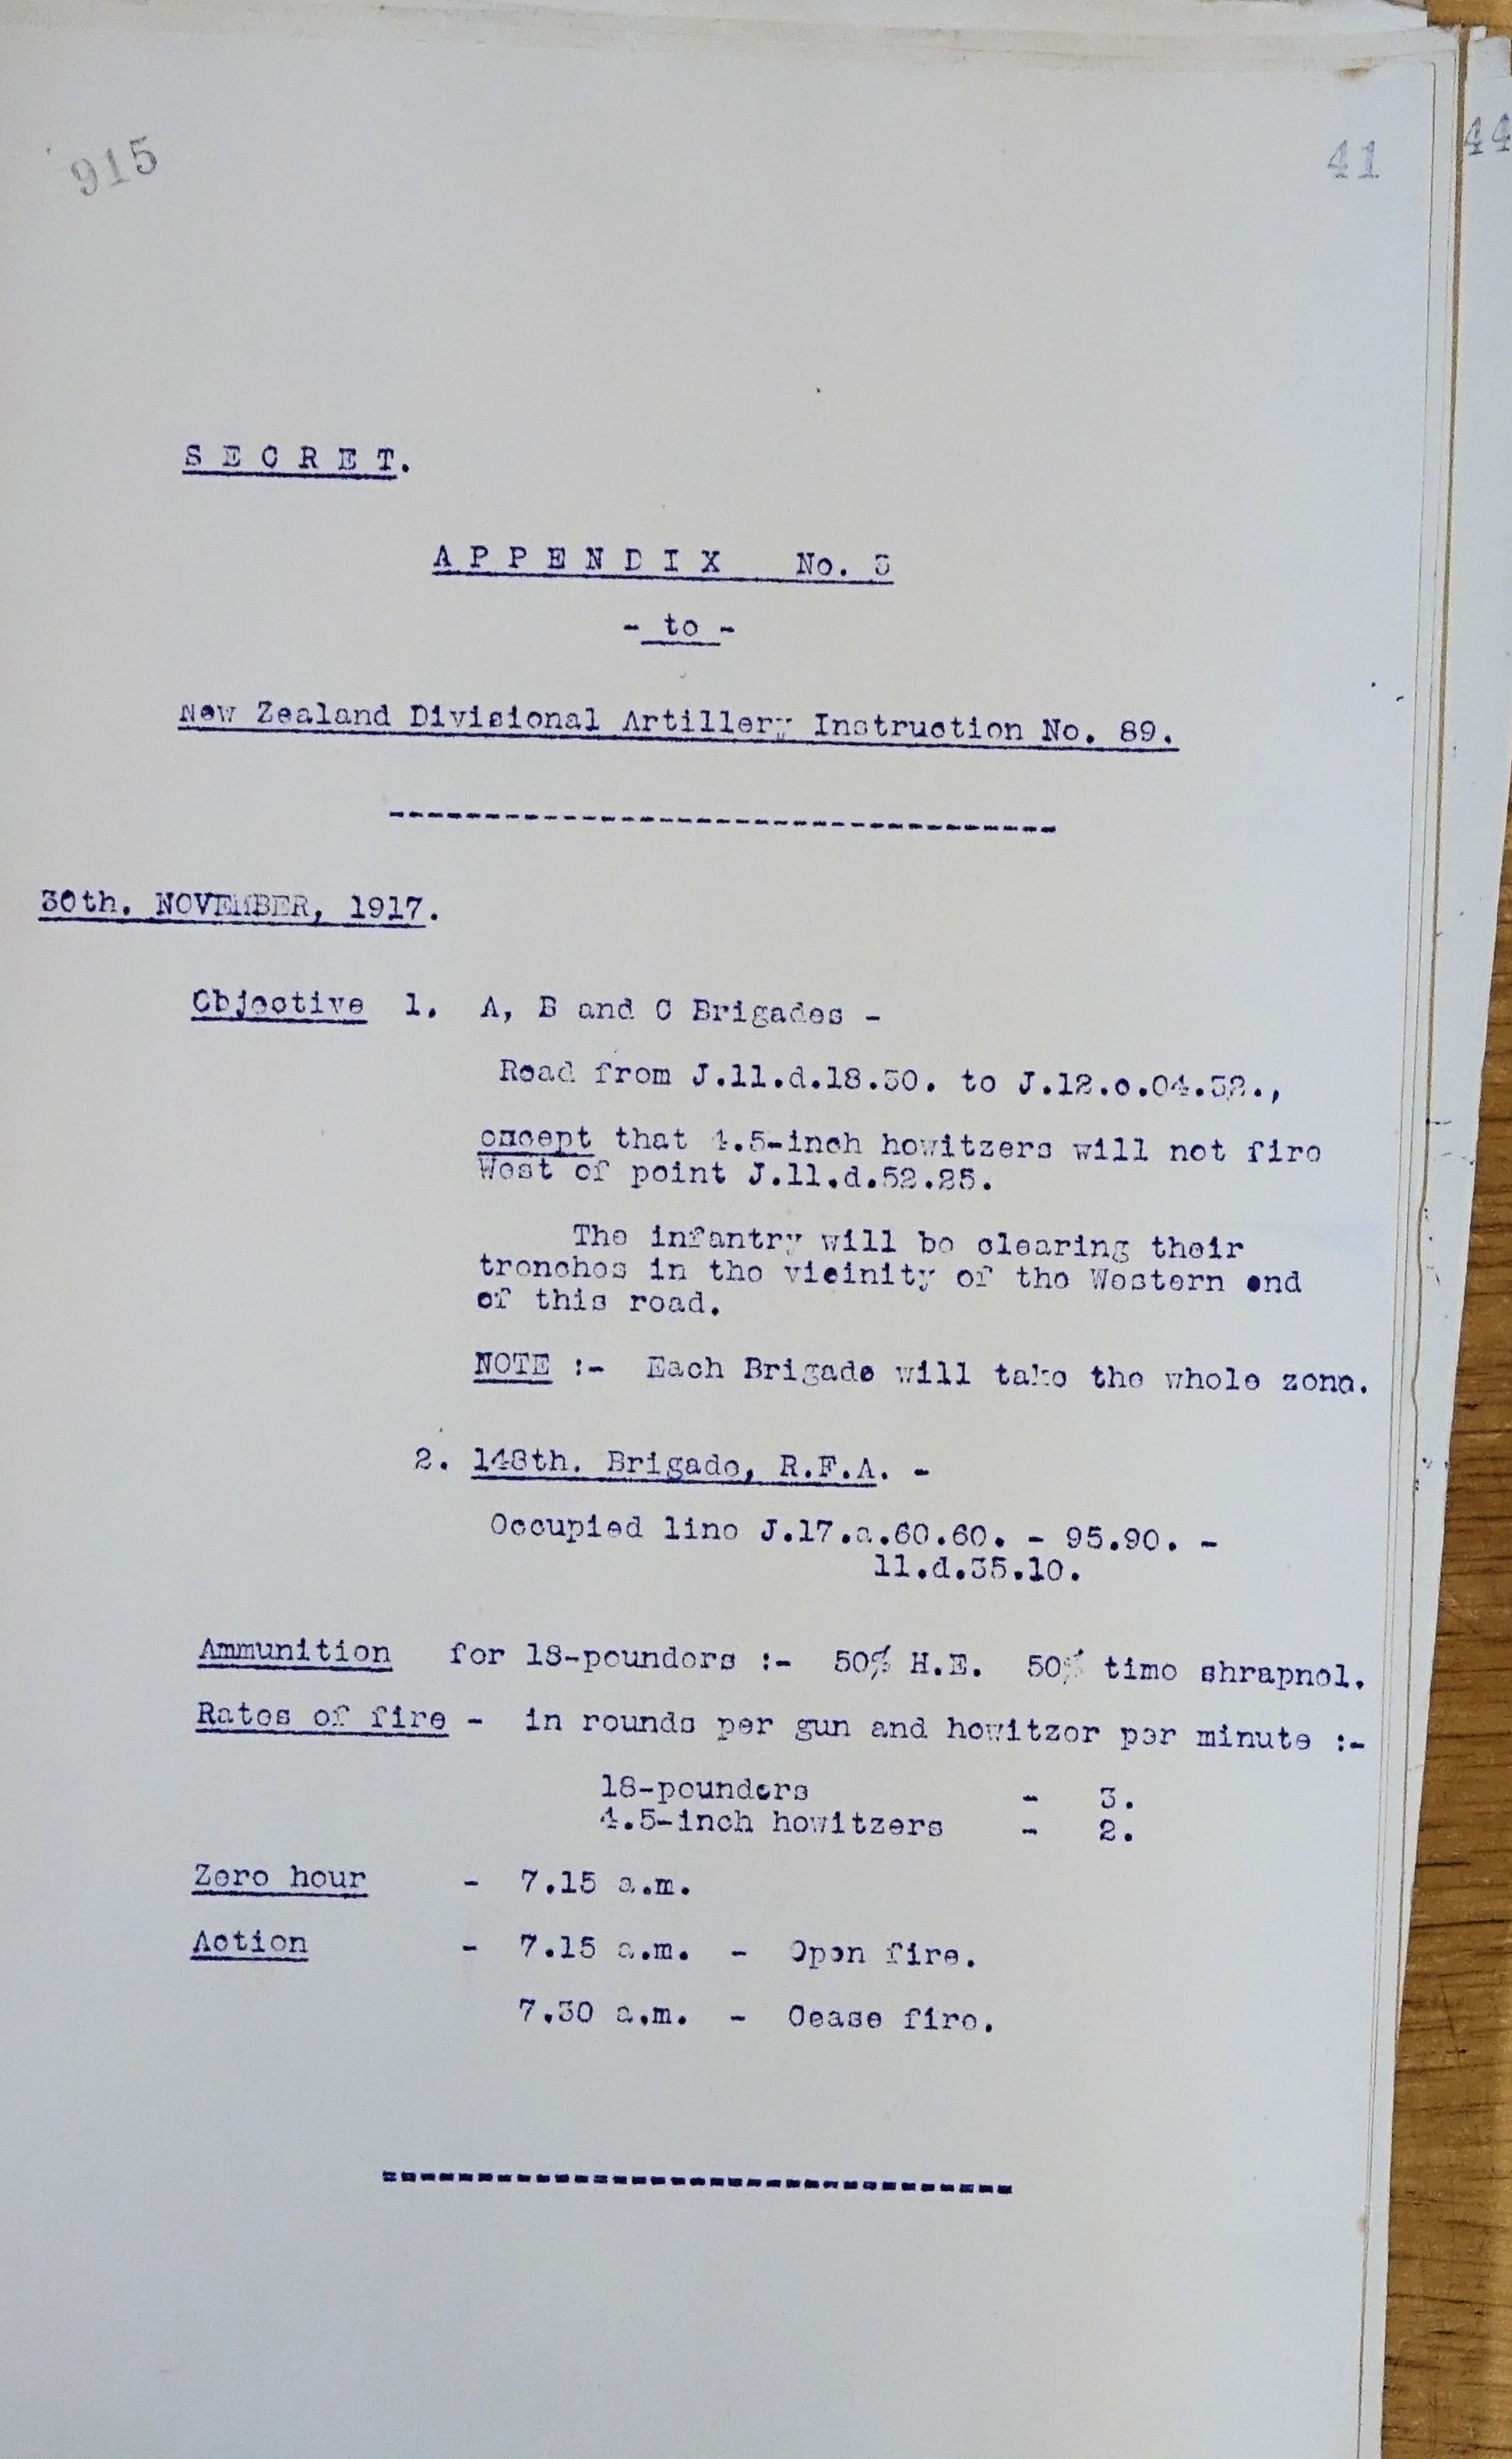 915
41
44
S E C R E T.
A P P E N D I X No. 3
- to -
New Zealand Divisional Artillery Instruction No. 89.
30th. NOVEMBER, 1917.
Objective 1. A, B and C Brigades -
Road from J.11.d.18.30. to J.12.c.04.32.,
except that 4.5-inch howitzers will not fire
West of point J.11.d.52.25.
The infantry will be clearing their
trenches in the vicinity of the Western end
of this road.
NOTE :- Each Brigade will take the whole zone.
2. 148th. Brigade, R.F.A. -
Occupied line J.17.a.60.60. - 95.90. -
11.d.35.10.
Ammunition for 18-pounders :- 50% H.E. 50% time shrapnel.
Rates of fire - in rounds per gun and howitzer per minute :-
18-pounders - 3.
4.5-inch howitzers - 2.
Zero hour - 7.15 a.m.
Action - 7.15 a.m. - Open fire.
7.30 a.m. - Cease fire.